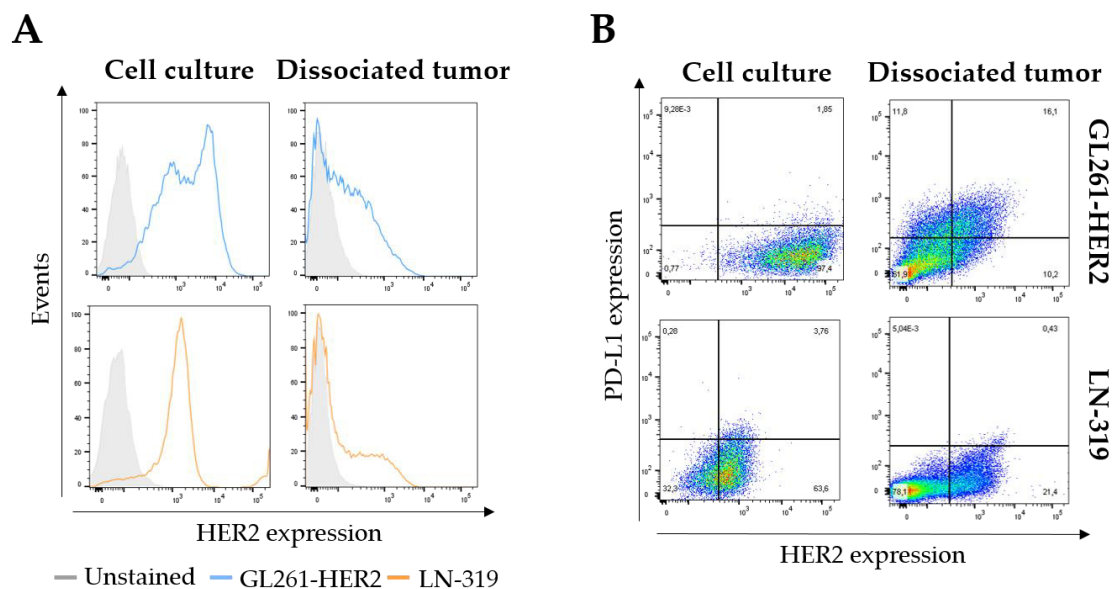 A
B
Cell culture Dissociated tumor
Cell culture Dissociated tumor
Events
HER2 expression
Unstained GL261-HER2 LN-319
PD-L1 expression
9,28E-3 1,85
0,77 97,4
11,8 16,1
61,9 10,2
GL261-HER2
0,28 3,76
32,3 63,6
5,04E-3 0,43
78,1 21,4
LN-319
HER2 expression